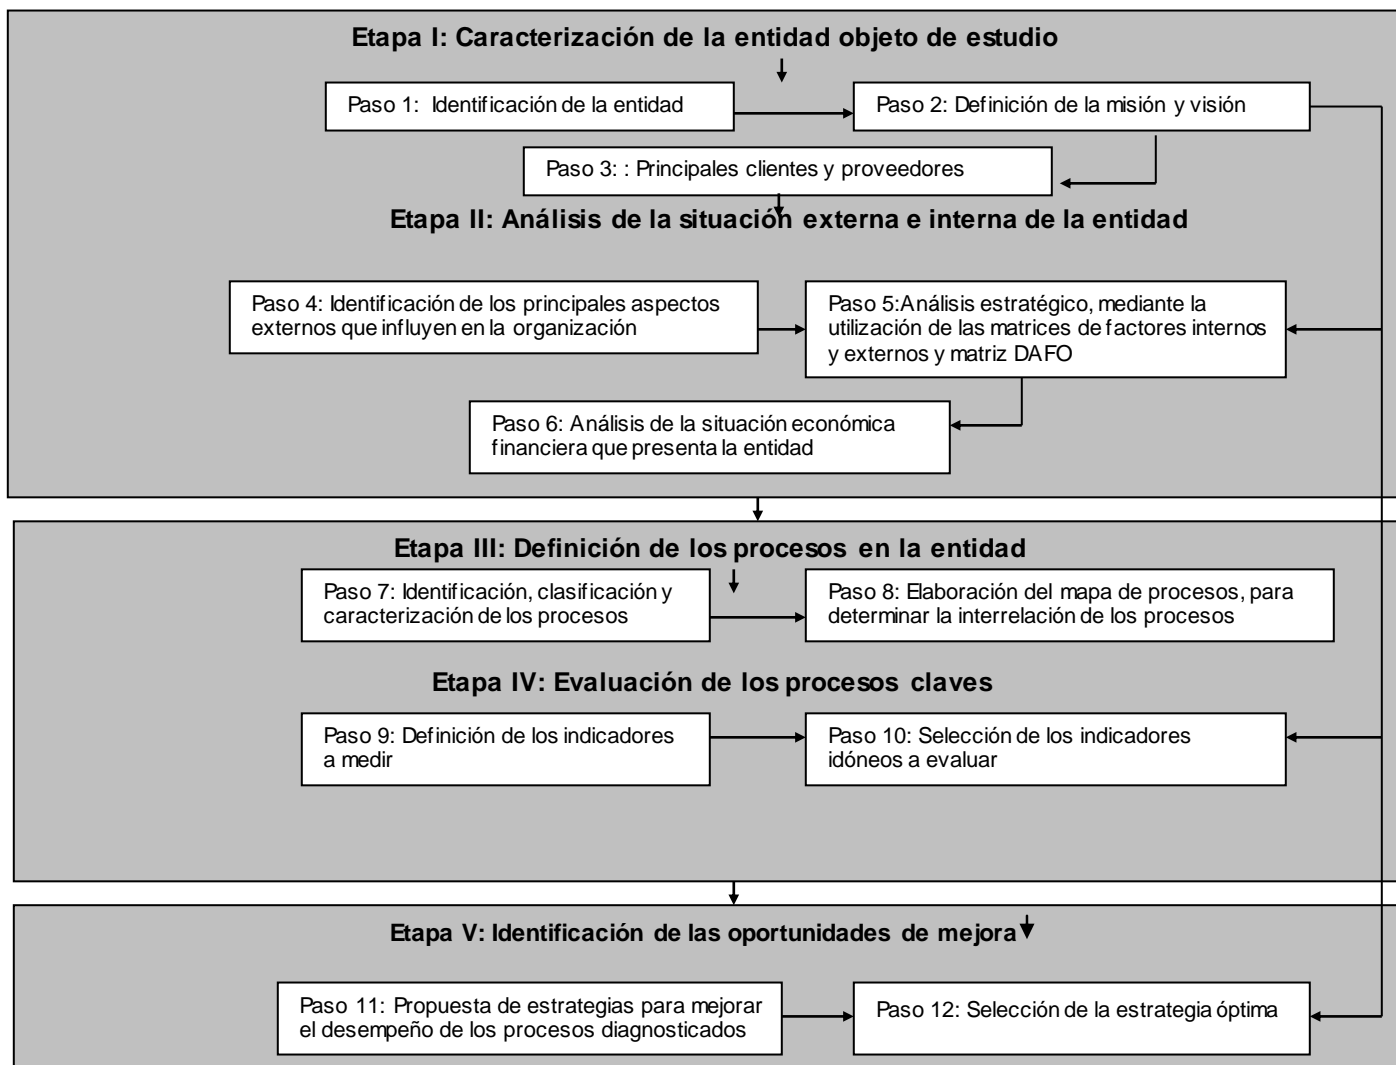 Etapa I: Caracterización de la entidad objeto de estudio
Paso 1: Identificación de la entidad
Paso 2: Definición de la misión y visión
Paso 3: : Principales clientes y proveedores
Etapa II: Análisis de la situación externa e interna de la entidad
Paso 4: Identificación de los principales aspectos
externos que influyen en la organización
Paso 5:Análisis estratégico, mediante la
utilización de las matrices de factores internos
y externos y matriz DAFO
Paso 6: Análisis de la situación económica
financiera que presenta la entidad
Etapa III: Definición de los procesos en la entidad
Paso 7: Identificación, clasificación y
caracterización de los procesos
Paso 8: Elaboración del mapa de procesos, para
determinar la interrelación de los procesos
Etapa IV: Evaluación de los procesos claves
Paso 9: Definición de los indicadores
a medir
Paso 10: Selección de los indicadores
idóneos a evaluar
Etapa V: Identificación de las oportunidades de mejora
Paso 11: Propuesta de estrategias para mejorar
el desempeño de los procesos diagnosticados
Paso 12: Selección de la estrategia óptima